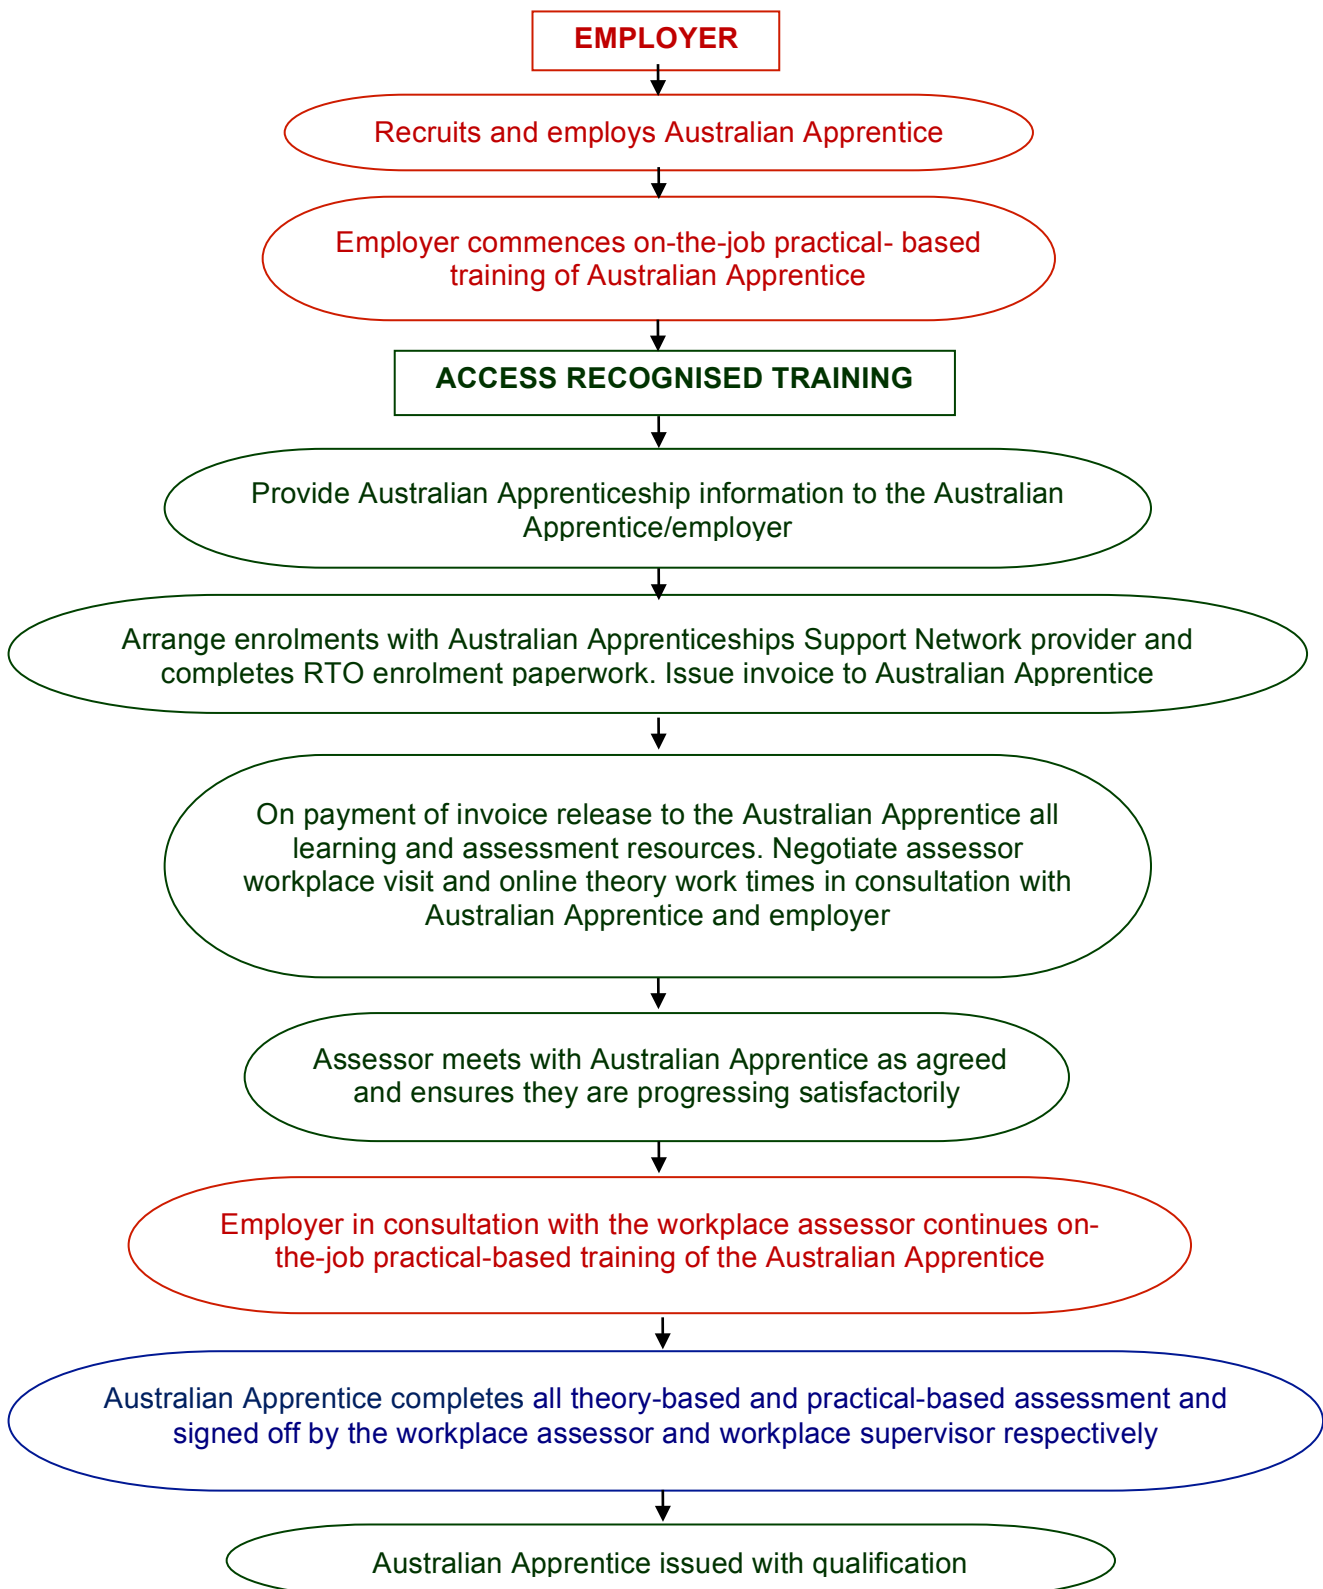 EMPLOYER
Recruits and employs Australian Apprentice
Employer commences on-the-job practical- based
training of Australian Apprentice
ACCESS RECOGNISED TRAINING
Provide Australian Apprenticeship information to the Australian
Apprentice/employer
Arrange enrolments with Australian Apprenticeships Support Network provider and
completes RTO enrolment paperwork. Issue invoice to Australian Apprentice
On payment of invoice release to the Australian Apprentice all
learning and assessment resources. Negotiate assessor
workplace visit and online theory work times in consultation with
Australian Apprentice and employer
Assessor meets with Australian Apprentice as agreed
and ensures they are progressing satisfactorily
Employer in consultation with the workplace assessor continues on-
the-job practical-based training of the Australian Apprentice
Australian Apprentice completes all theory-based and practical-based assessment and
signed off by the workplace assessor and workplace supervisor respectively
Australian Apprentice issued with qualification